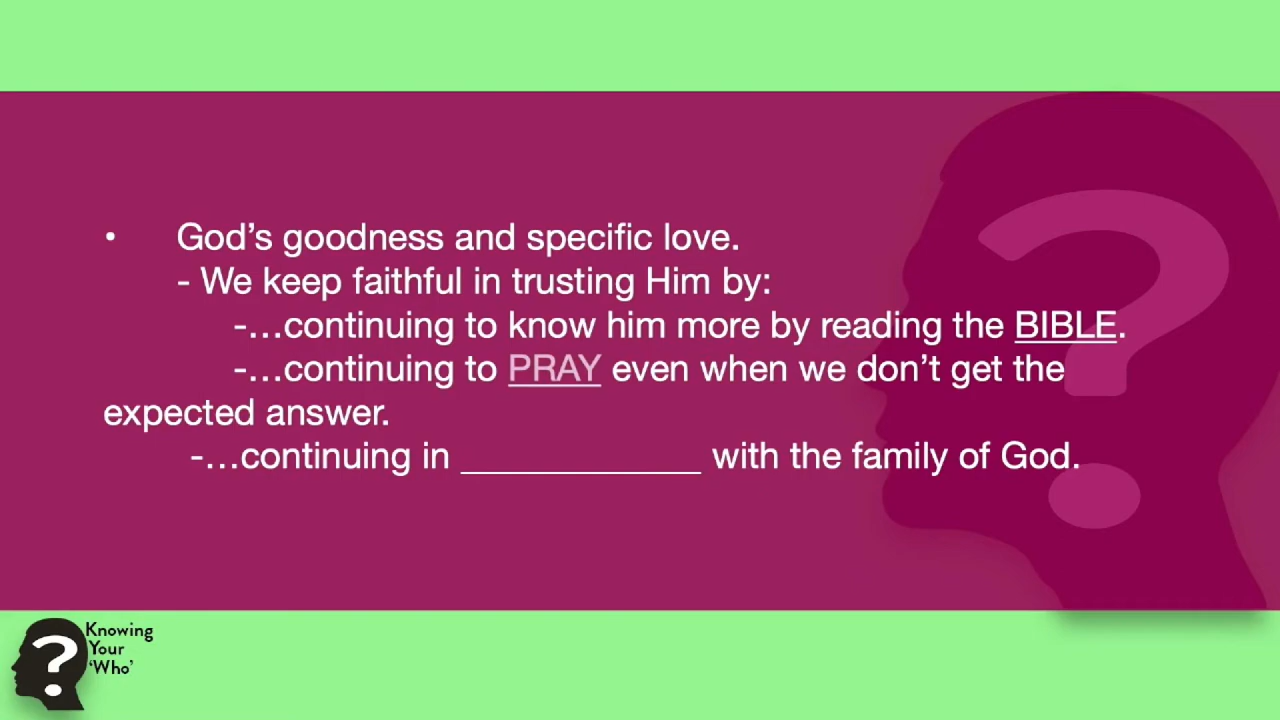 • God’s goodness and specific love.
- We keep faithful in trusting Him by:
-…continuing to know him more by reading the BIBLE.
-…continuing to PRAY even when we don’t get the
expected answer.
-…continuing in ____________ with the family of God.
Knowing
Your
‘Who’